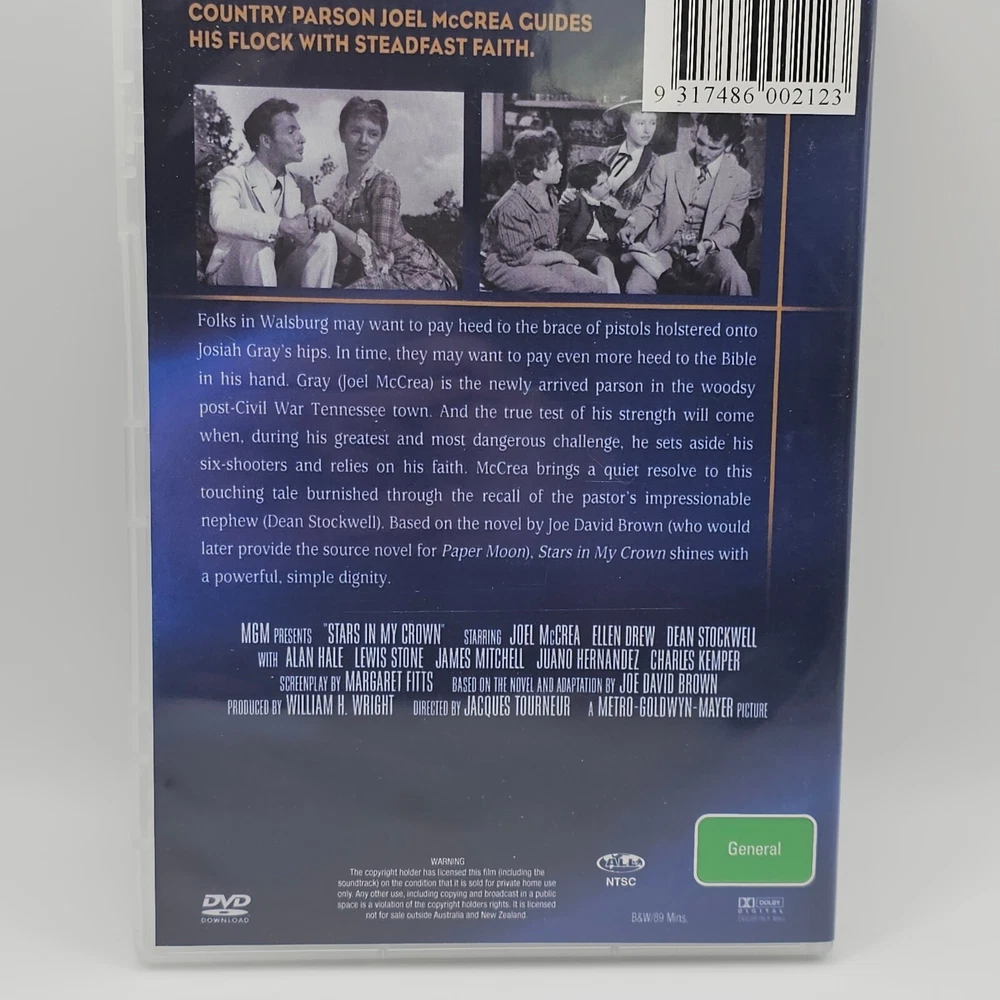 COUNTRY PARSON JOEL McCREA GUIDES
HIS FLOCK WITH STEADFAST FAITH.
9 317486 002123
Folks in Walsburg may want to pay heed to the brace of pistols holstered onto
Josiah Gray's hips. In time, they may want to pay even more heed to the Bible
in his hand. Gray (Joel McCrea) is the newly arrived parson in the woodsy
post-Civil War Tennessee town. And the true test of his strength will come
when, during his greatest and most dangerous challenge, he sets aside his
six-shooters and relies on his faith. McCrea brings a quiet resolve to this
touching tale burnished through the recall of the pastor's impressionable
nephew (Dean Stockwell). Based on the novel by Joe David Brown (who would
later provide the source novel for Paper Moon), Stars in My Crown shines with
a powerful, simple dignity.
MGM PRESENTS "STARS IN MY CROWN" STARRING JOEL McCREA ELLEN DREW DEAN STOCKWELL
WITH ALAN HALE LEWIS STONE JAMES MITCHELL JUANO HERNANDEZ CHARLES KEMPER
SCREENPLAY BY MARGARET FITTS BASED ON THE NOVEL AND ADAPTATION BY JOE DAVID BROWN
PRODUCED BY WILLIAM H. WRIGHT DIRECTED BY JACQUES TOURNEUR A METRO-GOLDWYN-MAYER PICTURE
General
WARNING
The copyright holder has licensed this film (including the
soundtrack) on the condition that it is sold for private home use
only. Any other use, including copying and broadcast in a public
space is a violation of the copyright holders rights. It is licensed
not for sale outside Australia and New Zealand.
ALL
NTSC
DVD
DOWNLOAD
B&W/89 Mins.
DOLBY
DIGITAL